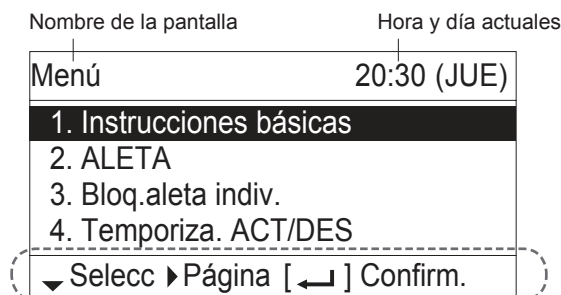 Nombre de la pantalla Hora y día actuales
Menú 20:30 (JUE)
1. Instrucciones básicas
2. ALETA
3. Bloq.aleta indiv.
4. Temporiza. ACT/DES
Selecc Página [ ] Confirm.